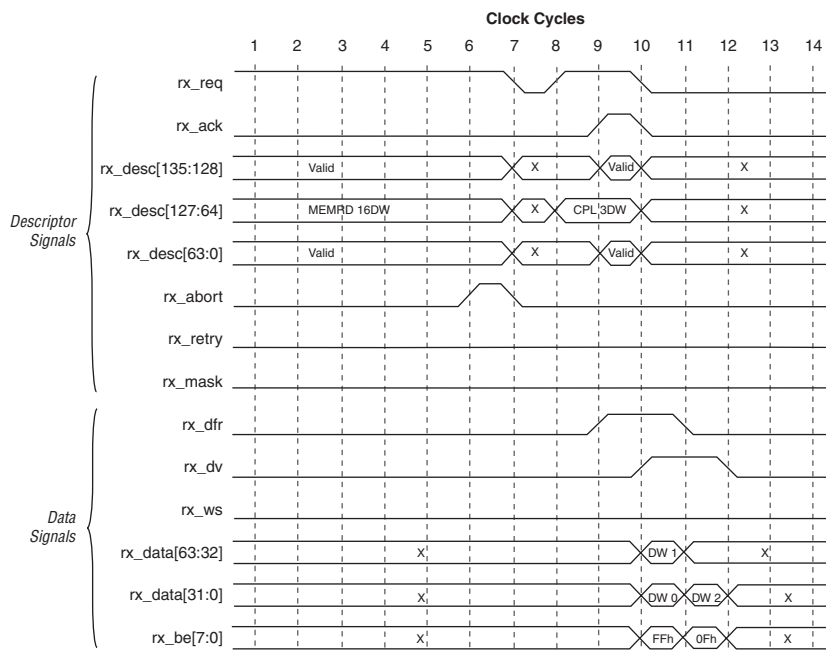 Clock Cycles
1 2 3 4 5 6 7 8 9 10 11 12 13 14
rx_req
rx_ack
rx_desc[135:128] Valid X Valid X
rx_desc[127:64] MEMRD 16DW X CPL 3DW X
Descriptor
Signals
rx_desc[63:0] Valid X Valid X
rx_abort
rx_retry
rx_mask
rx_dfr
rx_dv
Data
Signals
rx_ws
rx_data[63:32] X DW 1 X
rx_data[31:0] X DW 0 DW 2 X
rx_be[7:0] X FFh 0Fh X